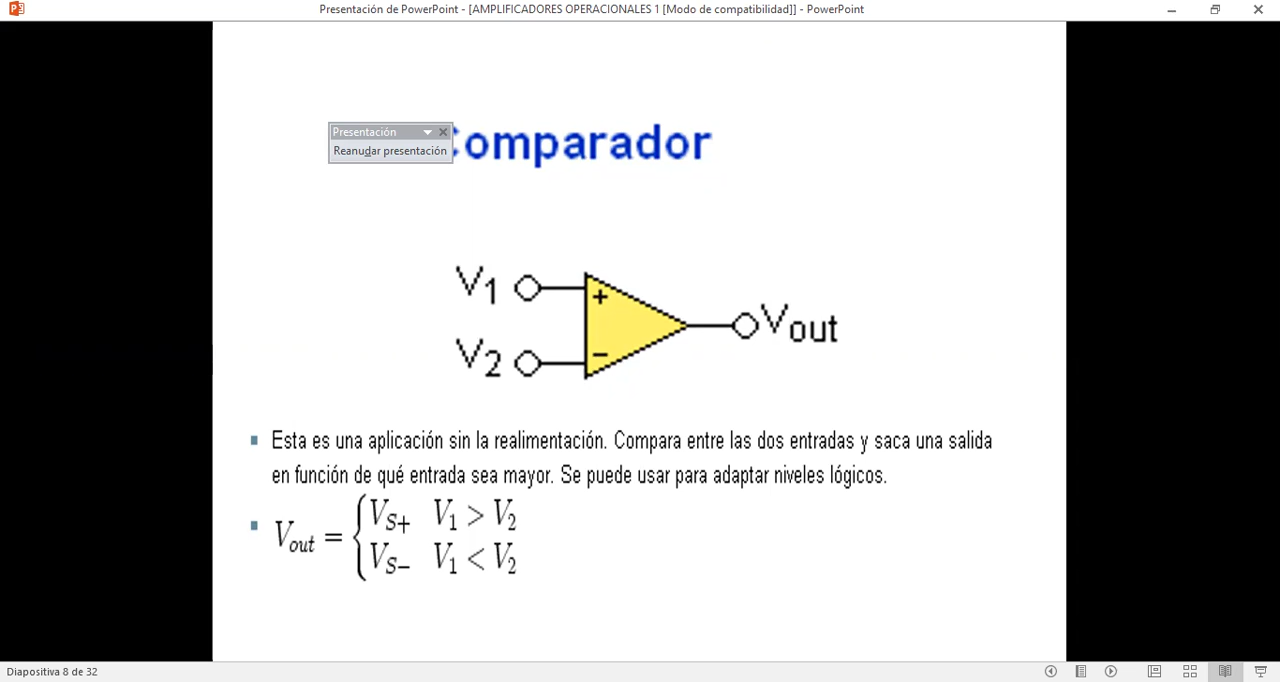 Presentación de PowerPoint - [AMPLIFICADORES OPERACIONALES 1 [Modo de compatibilidad]] - PowerPoint
Presentación
Reanudar presentación
Comparador
V1
+
Vout
V2
−
Esta es una aplicación sin la realimentación. Compara entre las dos entradas y saca una salida
en función de qué entrada sea mayor. Se puede usar para adaptar niveles lógicos.
Vout = { VS+ V1 > V2
VS− V1 < V2
Diapositiva 8 de 32